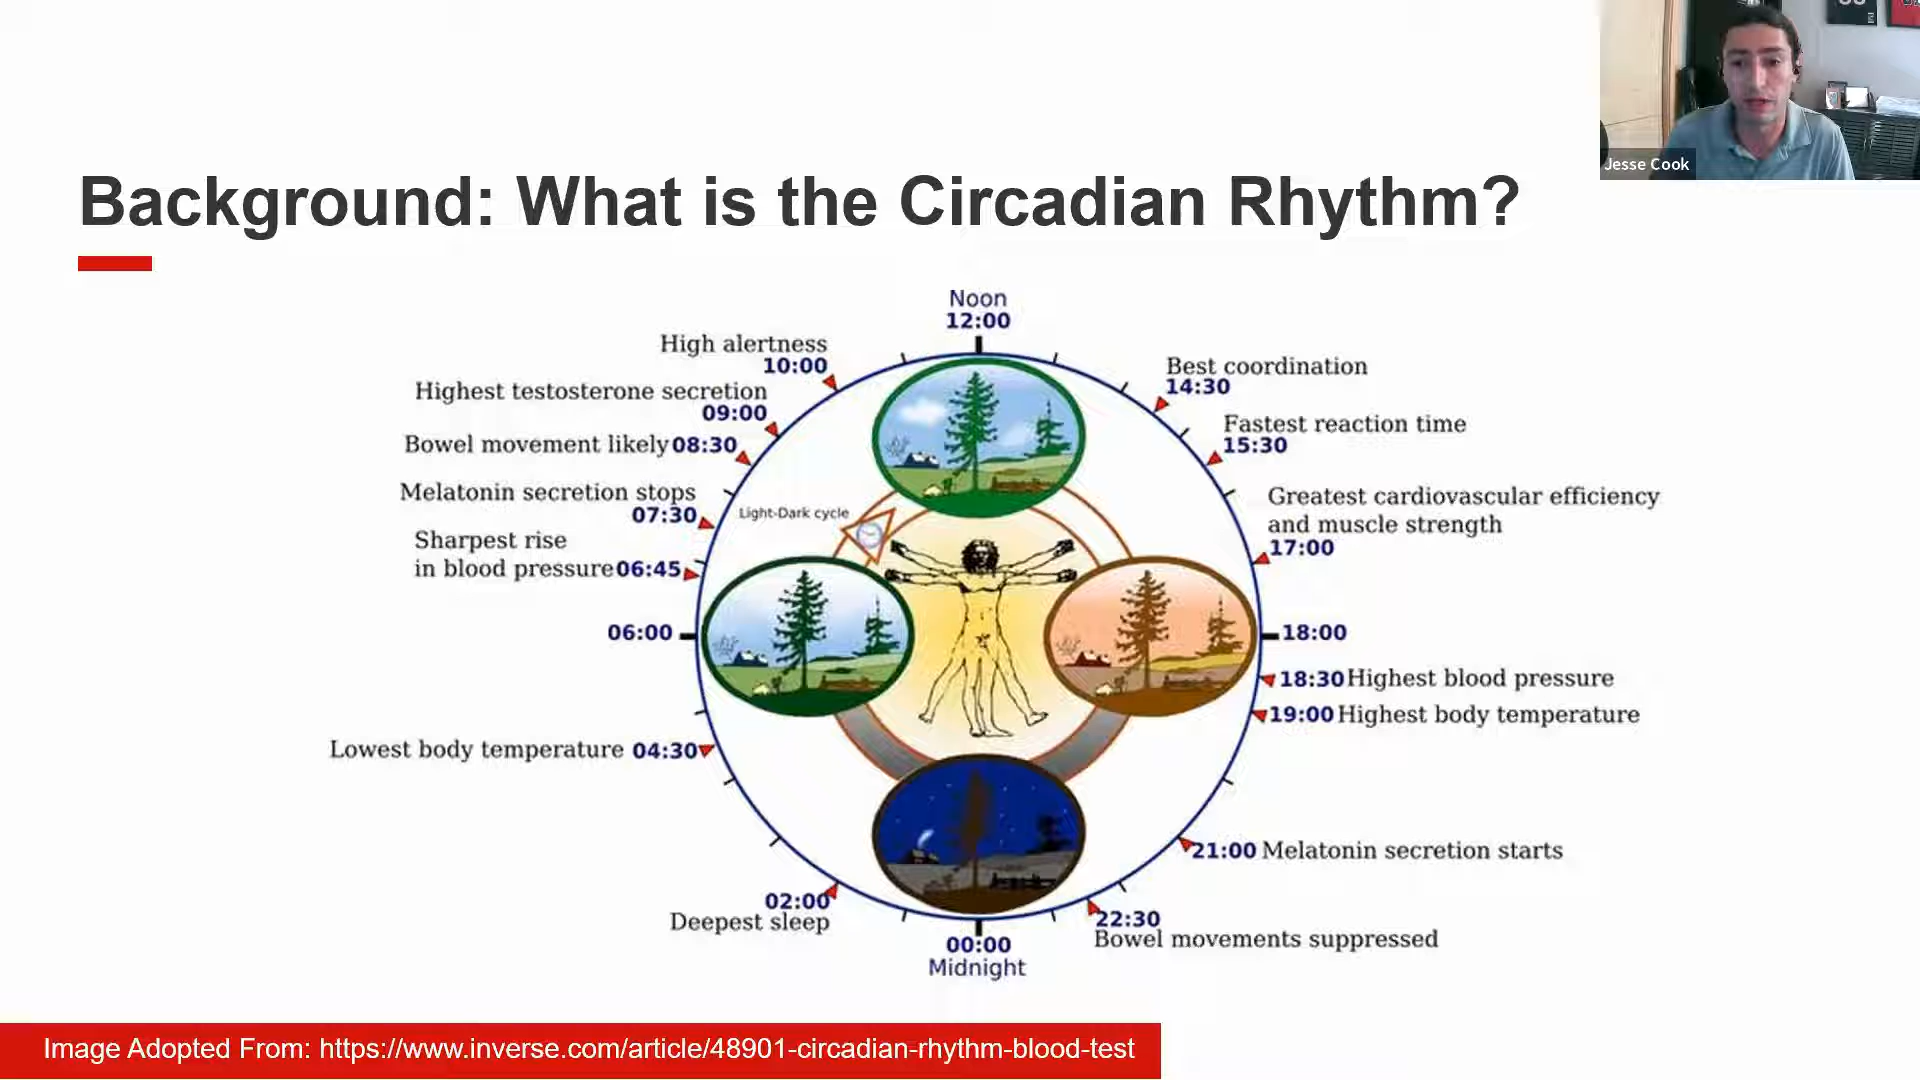 Jesse Cook
Background: What is the Circadian Rhythm?
Noon
12:00
High alertness
10:00
Highest testosterone secretion
09:00
Bowel movement likely 08:30
Melatonin secretion stops
07:30
Sharpest rise
in blood pressure 06:45
06:00
Lowest body temperature 04:30
02:00
Deepest sleep
00:00
Midnight
Light-Dark cycle
Best coordination
14:30
Fastest reaction time
15:30
Greatest cardiovascular efficiency
and muscle strength
17:00
18:00
18:30 Highest blood pressure
19:00 Highest body temperature
21:00 Melatonin secretion starts
22:30
Bowel movements suppressed
Image Adopted From: https://www.inverse.com/article/48901-circadian-rhythm-blood-test